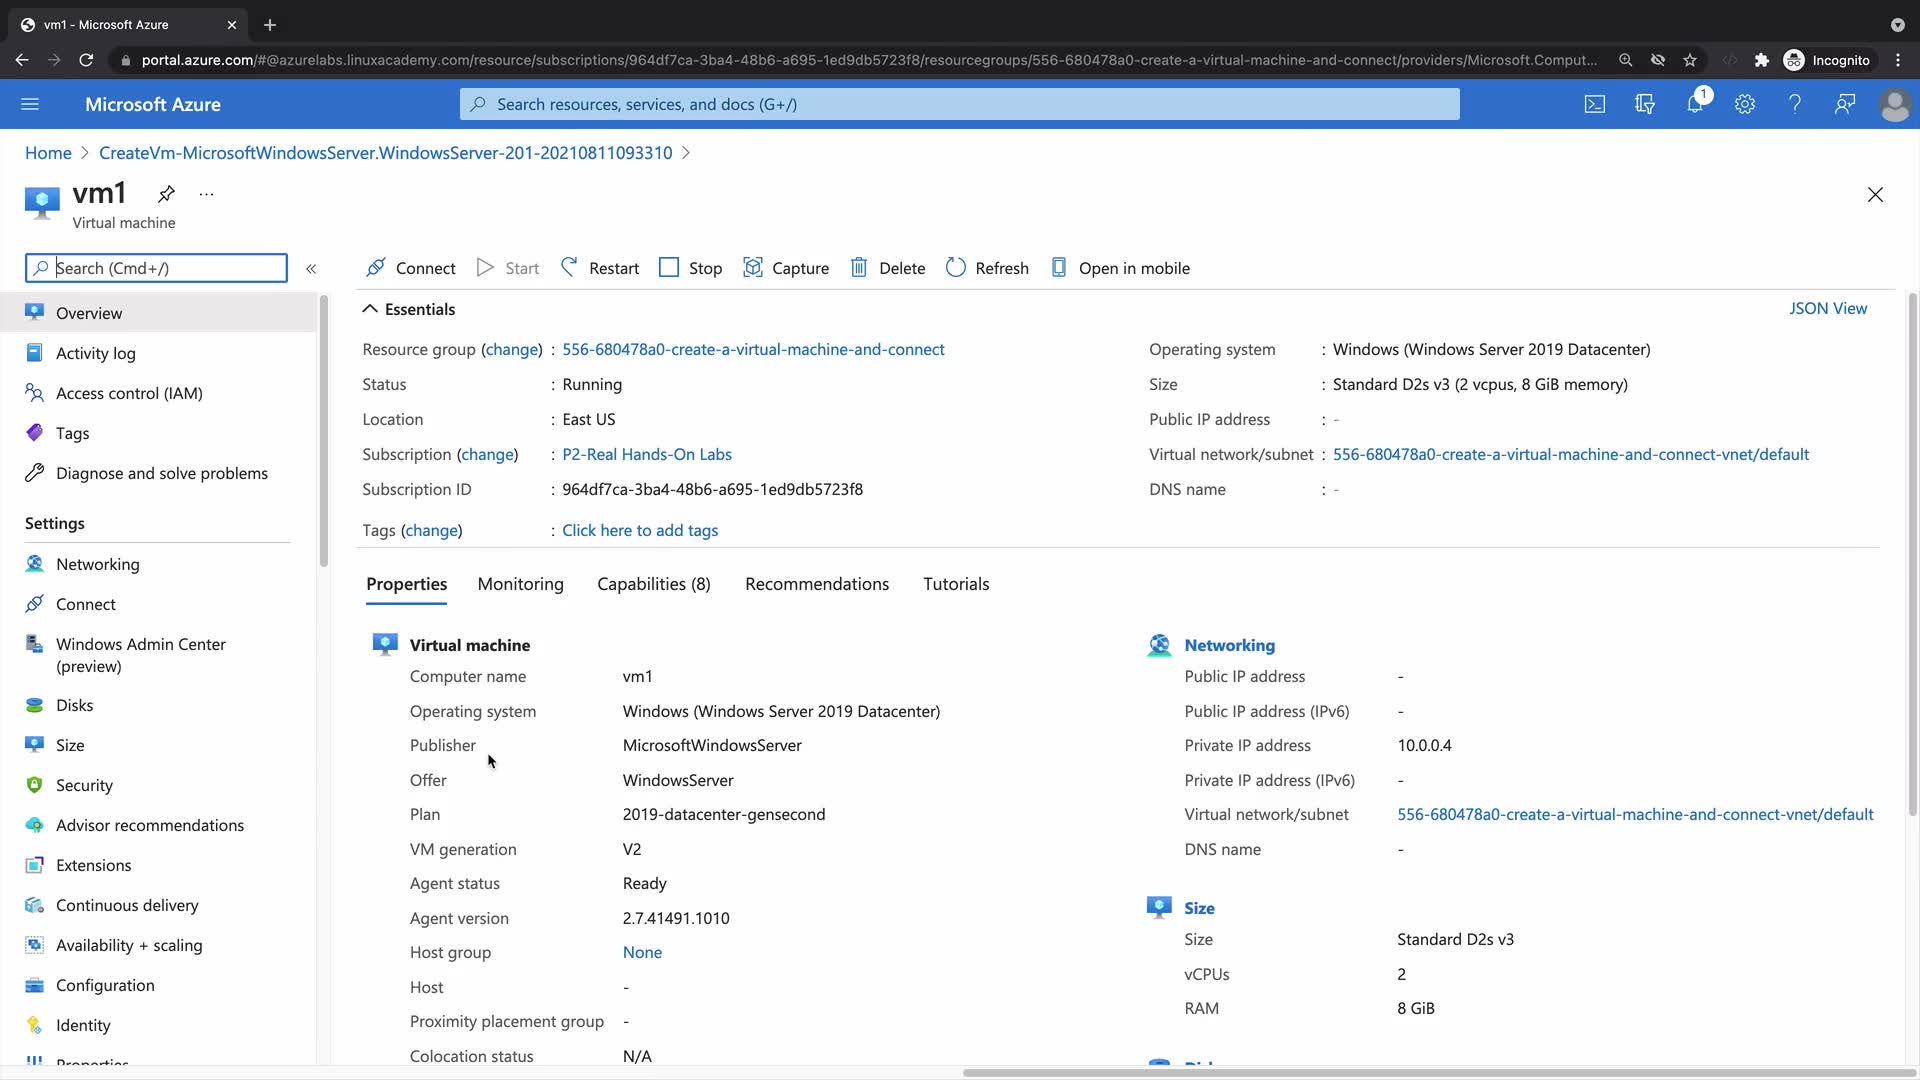 vm1 - Microsoft Azure
portal.azure.com/#@azurelabs.linuxacademy.com/resource/subscriptions/964df7ca-3ba4-48b6-a695-1ed9db5723f8/resourcegroups/556-680478a0-create-a-virtual-machine-and-connect/providers/Microsoft.Comput...
Incognito
Microsoft Azure
Search resources, services, and docs (G+/)
1
Home > CreateVm-MicrosoftWindowsServer.WindowsServer-201-20210811093310 >
vm1
Virtual machine
Search (Cmd+/)
«
Connect
Start
Restart
Stop
Capture
Delete
Refresh
Open in mobile
Overview
Activity log
Access control (IAM)
Tags
Diagnose and solve problems
Settings
Networking
Connect
Windows Admin Center
(preview)
Disks
Size
Security
Advisor recommendations
Extensions
Continuous delivery
Availability + scaling
Configuration
Identity
Properties
Essentials
JSON View
Resource group (change) : 556-680478a0-create-a-virtual-machine-and-connect
Status : Running
Location : East US
Subscription (change) : P2-Real Hands-On Labs
Subscription ID : 964df7ca-3ba4-48b6-a695-1ed9db5723f8
Tags (change) : Click here to add tags
Operating system : Windows (Windows Server 2019 Datacenter)
Size : Standard D2s v3 (2 vcpus, 8 GiB memory)
Public IP address : -
Virtual network/subnet : 556-680478a0-create-a-virtual-machine-and-connect-vnet/default
DNS name : -
Properties
Monitoring
Capabilities (8)
Recommendations
Tutorials
Virtual machine
Computer name vm1
Operating system Windows (Windows Server 2019 Datacenter)
Publisher MicrosoftWindowsServer
Offer WindowsServer
Plan 2019-datacenter-gensecond
VM generation V2
Agent status Ready
Agent version 2.7.41491.1010
Host group None
Host -
Proximity placement group -
Colocation status N/A
Networking
Public IP address -
Public IP address (IPv6) -
Private IP address 10.0.0.4
Private IP address (IPv6) -
Virtual network/subnet 556-680478a0-create-a-virtual-machine-and-connect-vnet/default
DNS name -
Size
Size Standard D2s v3
vCPUs 2
RAM 8 GiB